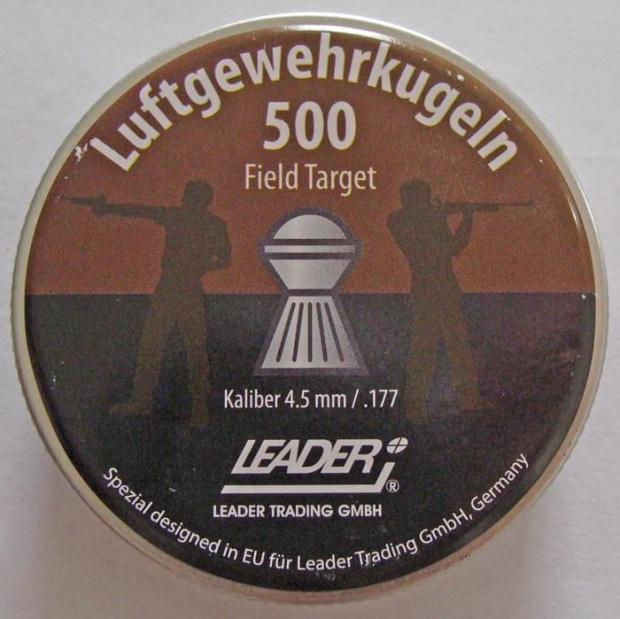 Luftgewehrkugeln
500
Field Target
Kaliber 4.5 mm / .177
LEADER ®
LEADER TRADING GMBH
Spezial designed in EU für Leader Trading GmbH, Germany